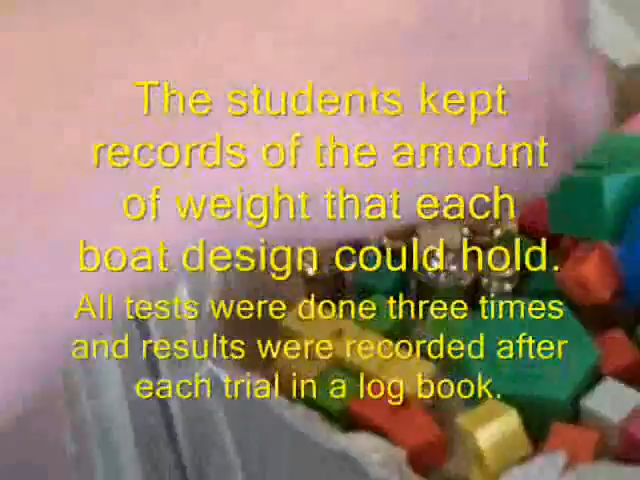 The students kept
records of the amount
of weight that each
boat design could hold.
All tests were done three times
and results were recorded after
each trial in a log book.